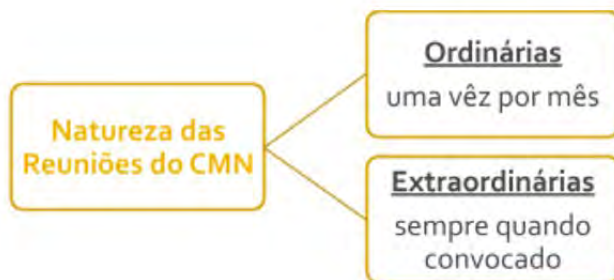 Natureza das
Reuniões do CMN
Ordinárias
uma vêz por mês
Extraordinárias
sempre quando
convocado